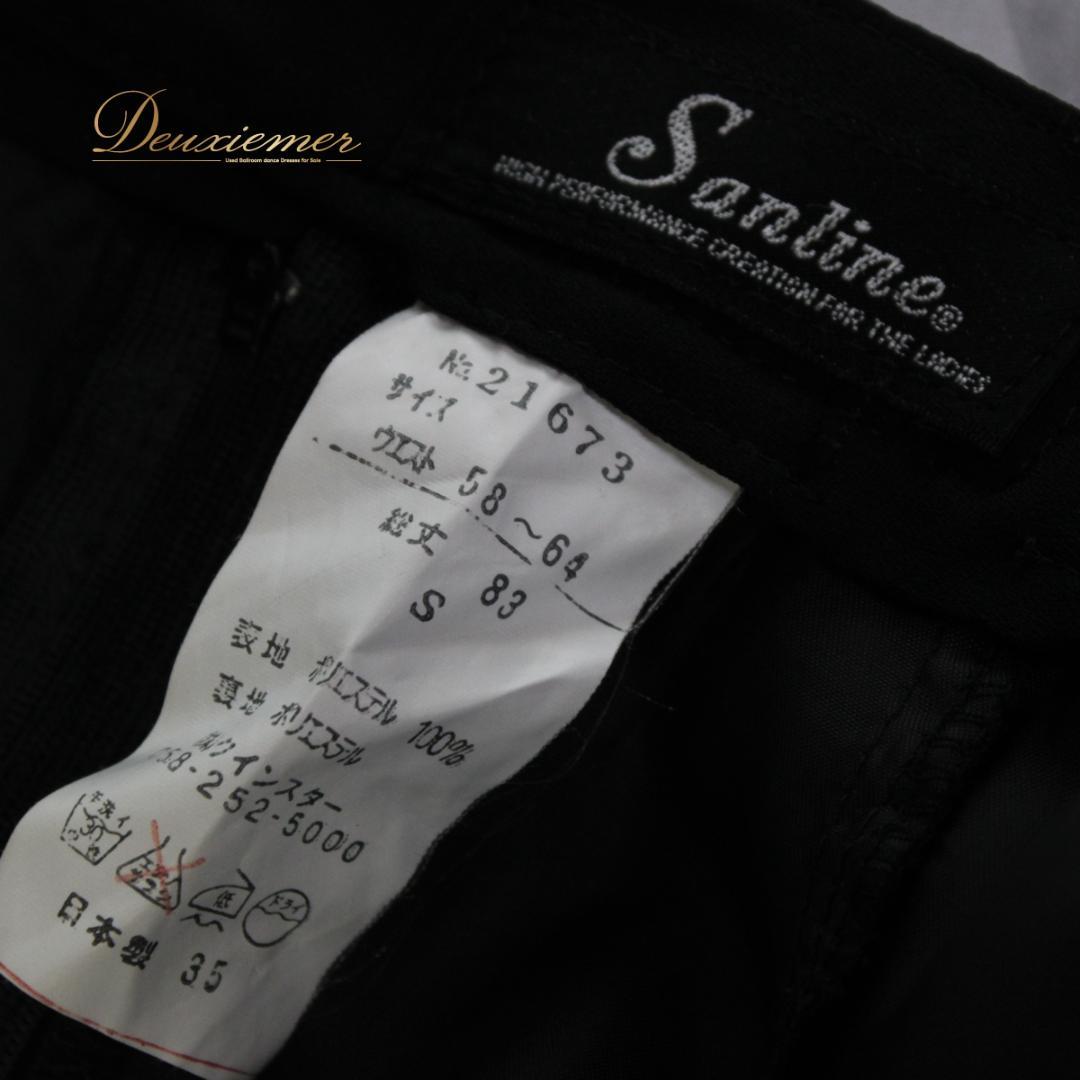 Deuxiemer
Used Ballroom dance Dresses for Sale
Sanline®
HIGH PERFORMANCE CREATION FOR THE LADIES
№21673
サイズ
ウエスト 58～64
総丈 83
S
表地 ポリエステル 100%
裏地 ポリエステル
㈱ウインスター
058-252-5000
手洗イ
30
低
ドライ
日本製 35